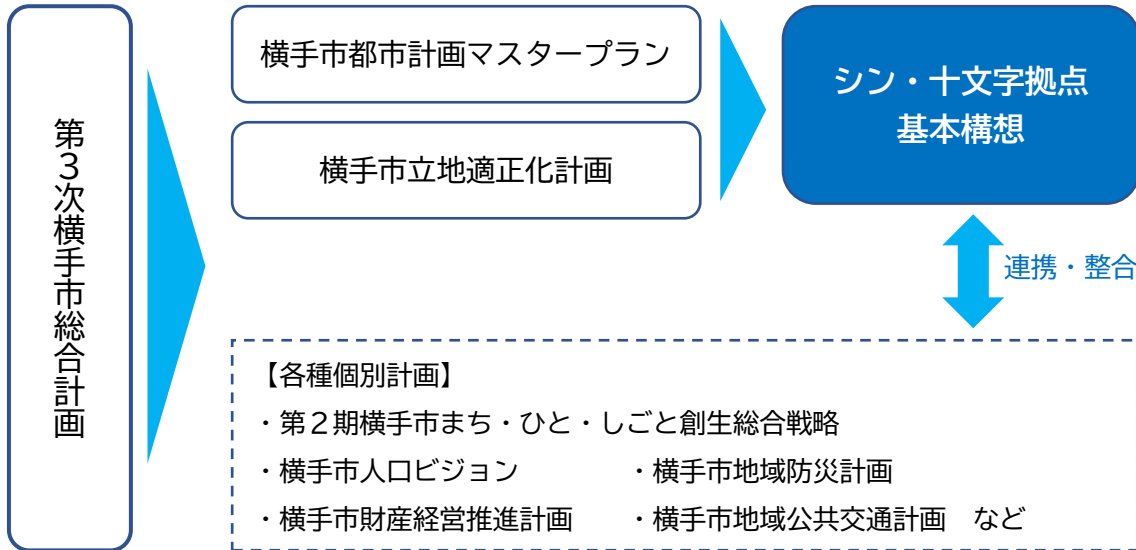 第3次横手市総合計画
横手市都市計画マスタープラン
横手市立地適正化計画
シン・十文字拠点
基本構想
連携・整合
【各種個別計画】
・第2期横手市まち・ひと・しごと創生総合戦略
・横手市人口ビジョン ・横手市地域防災計画
・横手市財産経営推進計画 ・横手市地域公共交通計画 など